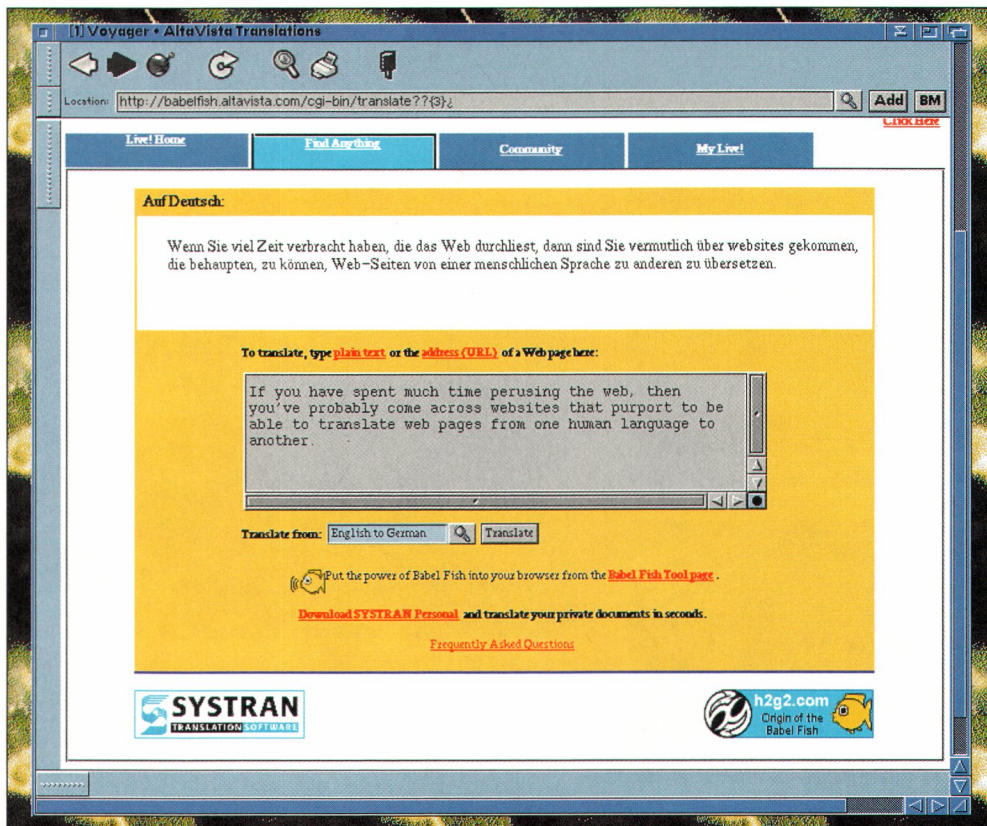 [1] Voyager • AltaVista Translations
Location: http://babelfish.altavista.com/cgi-bin/translate??{3}¿ Add BM
Click Here
Live! Home Find Anything Community My Live!
Auf Deutsch:
Wenn Sie viel Zeit verbracht haben, die das Web durchliest, dann sind Sie vermutlich über websites gekommen,
die behaupten, zu können, Web-Seiten von einer menschlichen Sprache zu anderen zu übersetzen.
To translate, type plain text or the address (URL) of a Web page here:
If you have spent much time perusing the web, then
you've probably come across websites that purport to be
able to translate web pages from one human language to
another.
Translate from: English to German Translate
Put the power of Babel Fish into your browser from the Babel Fish Tool page .
Download SYSTRAN Personal and translate your private documents in seconds.
Frequently Asked Questions
SYSTRAN
TRANSLATION SOFTWARE
h2g2.com
Origin of the
Babel Fish